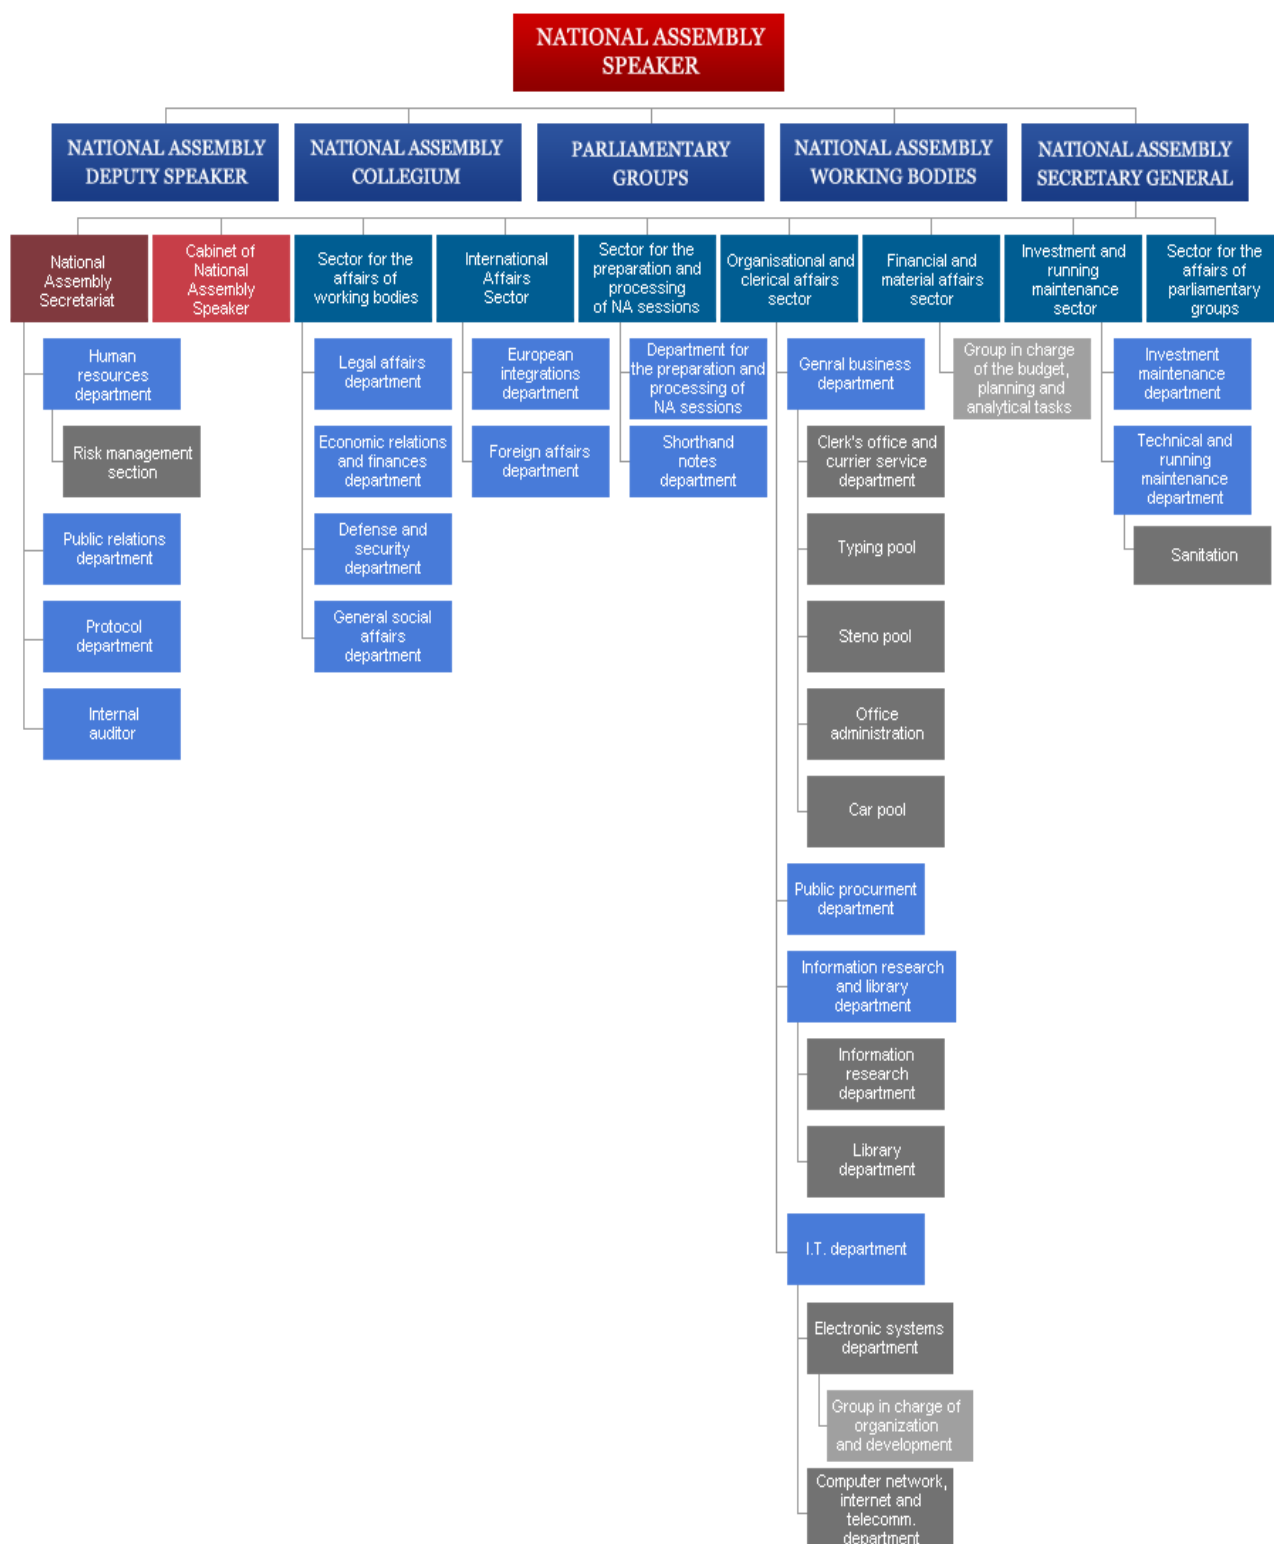 NATIONAL ASSEMBLY
SPEAKER
NATIONAL ASSEMBLY
DEPUTY SPEAKER
NATIONAL ASSEMBLY
COLLEGIUM
PARLIAMENTARY
GROUPS
NATIONAL ASSEMBLY
WORKING BODIES
NATIONAL ASSEMBLY
SECRETARY GENERAL
National
Assembly
Secretariat
Cabinet of
National
Assembly
Speaker
Sector for the
affairs of
working bodies
International
Affairs
Sector
Sector for the
preparation and
processing
of NA sessions
Organisational and
clerical affairs
sector
Financial and
material affairs
sector
Investment and
running
maintenance
sector
Sector for the
affairs of
parliamentary
groups
Human
resources
department
Risk management
section
Public relations
department
Protocol
department
Internal
auditor
Legal affairs
department
Economic relations
and finances
department
Defense and
security
department
General social
affairs
department
European
integrations
department
Foreign affairs
department
Department for
the preparation and
processing of
NA sessions
Shorthand
notes
department
Genral business
department
Clerk's office and
currier service
department
Typing pool
Steno pool
Office
administration
Car pool
Public procurment
department
Information research
and library
department
Information
research
department
Library
department
I.T. department
Electronic systems
department
Group in charge of
organization
and development
Computer network,
internet and
telecomm.
department
Group in charge
of the budget,
planning and
analytical tasks
Investment
maintenance
department
Technical and
running
maintenance
department
Sanitation